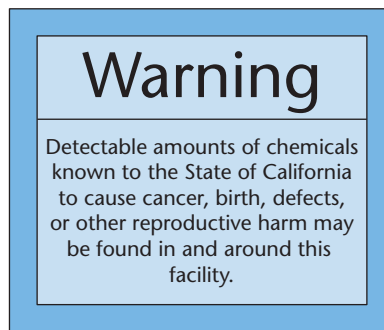 Warning
Detectable amounts of chemicals
known to the State of California
to cause cancer, birth, defects,
or other reproductive harm may
be found in and around this
facility.